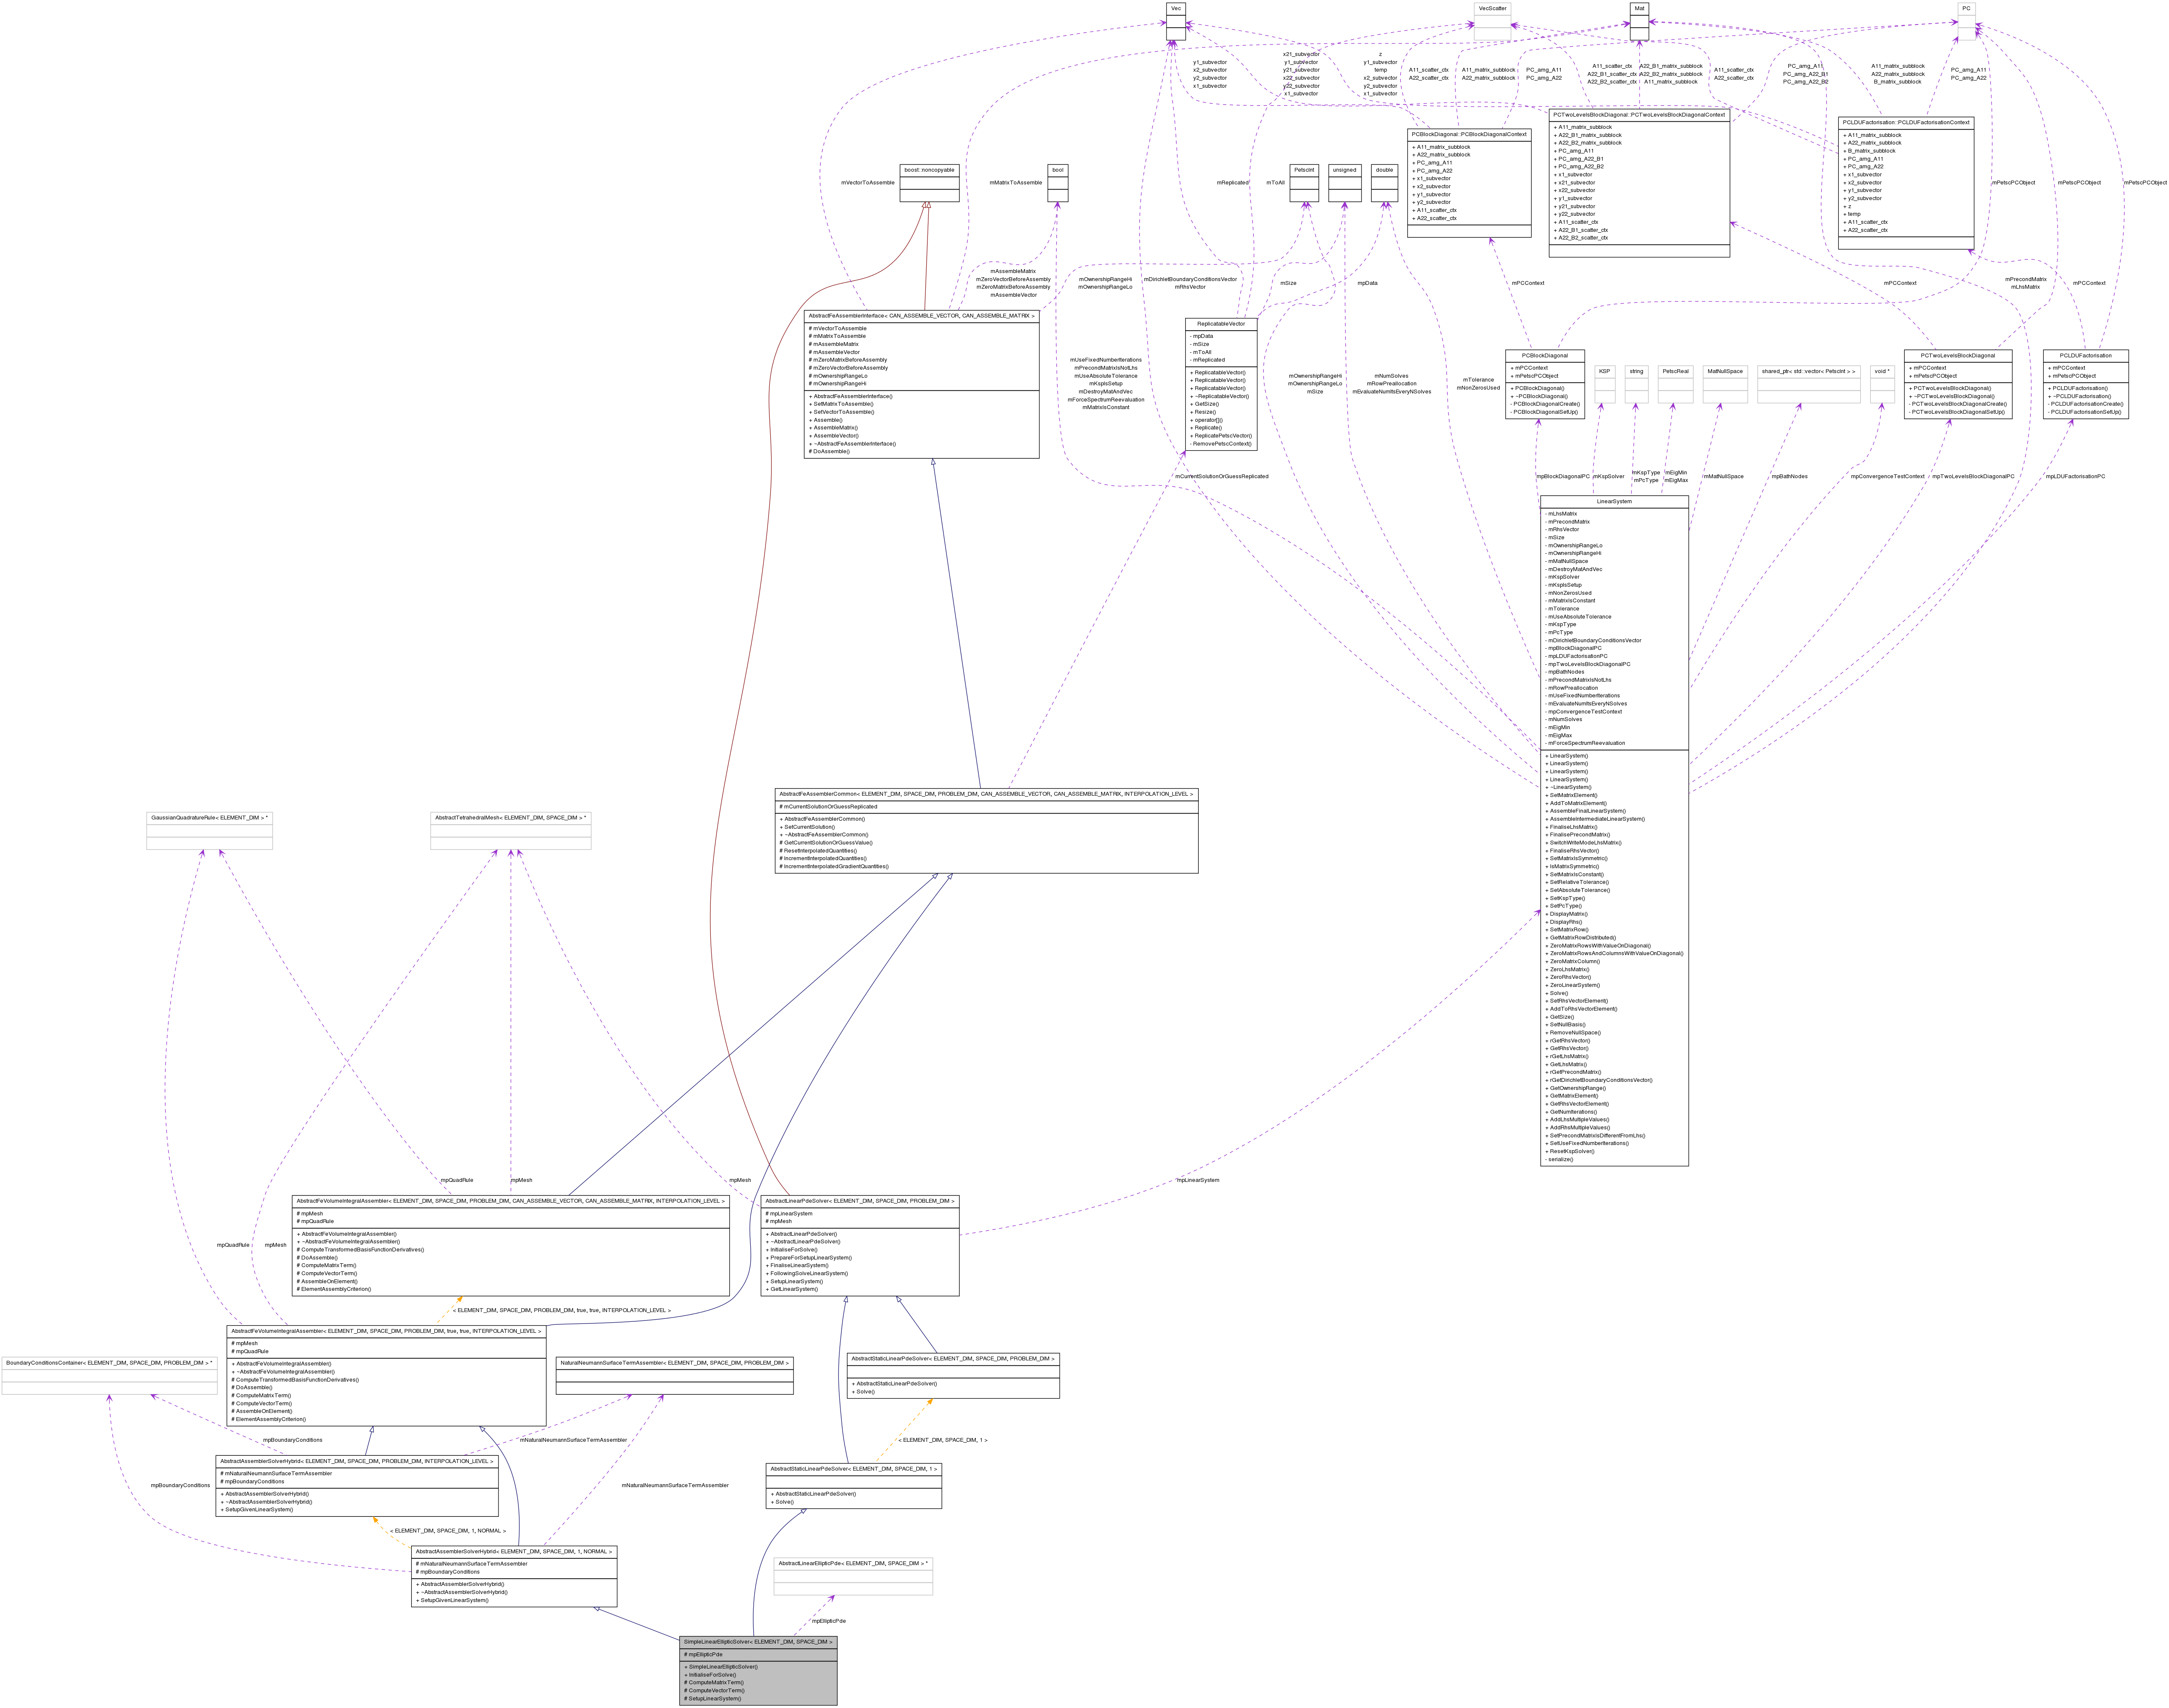 Vec
VecScatter
Mat
PC
y1_subvector
x2_subvector
y2_subvector
x1_subvector
x21_subvector
y1_subvector
y21_subvector
x22_subvector
y22_subvector
x1_subvector
z
y1_subvector
temp
x2_subvector
y2_subvector
x1_subvector
A11_scatter_ctx
A22_scatter_ctx
A11_matrix_subblock
A22_matrix_subblock
PC_amg_A11
PC_amg_A22
A11_scatter_ctx
A22_B1_scatter_ctx
A22_B2_scatter_ctx
A22_B1_matrix_subblock
A22_B2_matrix_subblock
A11_matrix_subblock
A11_scatter_ctx
A22_scatter_ctx
PC_amg_A11
PC_amg_A22_B1
PC_amg_A22_B2
A11_matrix_subblock
A22_matrix_subblock
B_matrix_subblock
PC_amg_A11
PC_amg_A22
PCBlockDiagonal::PCBlockDiagonalContext
+ A11_matrix_subblock
+ A22_matrix_subblock
+ PC_amg_A11
+ PC_amg_A22
+ x1_subvector
+ x2_subvector
+ y1_subvector
+ y2_subvector
+ A11_scatter_ctx
+ A22_scatter_ctx
PCTwoLevelsBlockDiagonal::PCTwoLevelsBlockDiagonalContext
+ A11_matrix_subblock
+ A22_B1_matrix_subblock
+ A22_B2_matrix_subblock
+ PC_amg_A11
+ PC_amg_A22_B1
+ PC_amg_A22_B2
+ x1_subvector
+ x21_subvector
+ x22_subvector
+ y1_subvector
+ y21_subvector
+ y22_subvector
+ A11_scatter_ctx
+ A22_B1_scatter_ctx
+ A22_B2_scatter_ctx
PCLDUFactorisation::PCLDUFactorisationContext
+ A11_matrix_subblock
+ A22_matrix_subblock
+ B_matrix_subblock
+ PC_amg_A11
+ PC_amg_A22
+ x1_subvector
+ x2_subvector
+ y1_subvector
+ y2_subvector
+ z
+ temp
+ A11_scatter_ctx
+ A22_scatter_ctx
mVectorToAssemble
boost::noncopyable
mMatrixToAssemble
bool
mReplicated
mToAll
PetscInt
unsigned
double
mPetscPCObject
mPetscPCObject
mPetscPCObject
mAssembleMatrix
mZeroVectorBeforeAssembly
mZeroMatrixBeforeAssembly
mAssembleVector
mOwnershipRangeHi
mOwnershipRangeLo
mDirichletBoundaryConditionsVector
mRhsVector
mSize
mpData
mPCContext
mPCContext
mPrecondMatrix
mLhsMatrix
mPCContext
AbstractFeAssemblerInterface< CAN_ASSEMBLE_VECTOR, CAN_ASSEMBLE_MATRIX >
# mVectorToAssemble
# mMatrixToAssemble
# mAssembleMatrix
# mAssembleVector
# mZeroMatrixBeforeAssembly
# mZeroVectorBeforeAssembly
# mOwnershipRangeLo
# mOwnershipRangeHi
+ AbstractFeAssemblerInterface()
+ SetMatrixToAssemble()
+ SetVectorToAssemble()
+ Assemble()
+ AssembleMatrix()
+ AssembleVector()
+ ~AbstractFeAssemblerInterface()
# DoAssemble()
mUseFixedNumberIterations
mPrecondMatrixIsNotLhs
mUseAbsoluteTolerance
mKspIsSetup
mDestroyMatAndVec
mForceSpectrumReevaluation
mMatrixIsConstant
ReplicatableVector
- mpData
- mSize
- mToAll
- mReplicated
+ ReplicatableVector()
+ ReplicatableVector()
+ ReplicatableVector()
+ ~ReplicatableVector()
+ GetSize()
+ Resize()
+ operator[]()
+ Replicate()
+ ReplicatePetscVector()
- RemovePetscContext()
mOwnershipRangeHi
mOwnershipRangeLo
mSize
mNumSolves
mRowPreallocation
mEvaluateNumItsEveryNSolves
mTolerance
mNonZerosUsed
PCBlockDiagonal
+ mPCContext
+ mPetscPCObject
+ PCBlockDiagonal()
+ ~PCBlockDiagonal()
- PCBlockDiagonalCreate()
- PCBlockDiagonalSetUp()
KSP
string
PetscReal
MatNullSpace
shared_ptr< std::vector< PetscInt > >
void *
PCTwoLevelsBlockDiagonal
+ mPCContext
+ mPetscPCObject
+ PCTwoLevelsBlockDiagonal()
+ ~PCTwoLevelsBlockDiagonal()
- PCTwoLevelsBlockDiagonalCreate()
- PCTwoLevelsBlockDiagonalSetUp()
PCLDUFactorisation
+ mPCContext
+ mPetscPCObject
+ PCLDUFactorisation()
+ ~PCLDUFactorisation()
- PCLDUFactorisationCreate()
- PCLDUFactorisationSetUp()
mCurrentSolutionOrGuessReplicated
mpBlockDiagonalPC
mKspSolver
mKspType
mPcType
mEigMin
mEigMax
mMatNullSpace
mpBathNodes
mpConvergenceTestContext
mpTwoLevelsBlockDiagonalPC
mpLDUFactorisationPC
LinearSystem
- mLhsMatrix
- mPrecondMatrix
- mRhsVector
- mSize
- mOwnershipRangeLo
- mOwnershipRangeHi
- mMatNullSpace
- mDestroyMatAndVec
- mKspSolver
- mKspIsSetup
- mNonZerosUsed
- mMatrixIsConstant
- mTolerance
- mUseAbsoluteTolerance
- mKspType
- mPcType
- mDirichletBoundaryConditionsVector
- mpBlockDiagonalPC
- mpLDUFactorisationPC
- mpTwoLevelsBlockDiagonalPC
- mpBathNodes
- mPrecondMatrixIsNotLhs
- mRowPreallocation
- mUseFixedNumberIterations
- mEvaluateNumItsEveryNSolves
- mpConvergenceTestContext
- mNumSolves
- mEigMin
- mEigMax
- mForceSpectrumReevaluation
+ LinearSystem()
+ LinearSystem()
+ LinearSystem()
+ LinearSystem()
+ ~LinearSystem()
+ SetMatrixElement()
+ AddToMatrixElement()
+ AssembleFinalLinearSystem()
+ AssembleIntermediateLinearSystem()
+ FinaliseLhsMatrix()
+ FinalisePrecondMatrix()
+ SwitchWriteModeLhsMatrix()
+ FinaliseRhsVector()
+ SetMatrixIsSymmetric()
+ IsMatrixSymmetric()
+ SetMatrixIsConstant()
+ SetRelativeTolerance()
+ SetAbsoluteTolerance()
+ SetKspType()
+ SetPcType()
+ DisplayMatrix()
+ DisplayRhs()
+ SetMatrixRow()
+ GetMatrixRowDistributed()
+ ZeroMatrixRowsWithValueOnDiagonal()
+ ZeroMatrixRowsAndColumnsWithValueOnDiagonal()
+ ZeroMatrixColumn()
+ ZeroLhsMatrix()
+ ZeroRhsVector()
+ ZeroLinearSystem()
+ Solve()
+ SetRhsVectorElement()
+ AddToRhsVectorElement()
+ GetSize()
+ SetNullBasis()
+ RemoveNullSpace()
+ rGetRhsVector()
+ GetRhsVector()
+ rGetLhsMatrix()
+ GetLhsMatrix()
+ rGetPrecondMatrix()
+ rGetDirichletBoundaryConditionsVector()
+ GetOwnershipRange()
+ GetMatrixElement()
+ GetRhsVectorElement()
+ GetNumIterations()
+ AddLhsMultipleValues()
+ AddRhsMultipleValues()
+ SetPrecondMatrixIsDifferentFromLhs()
+ SetUseFixedNumberIterations()
+ ResetKspSolver()
- serialize()
AbstractFeAssemblerCommon< ELEMENT_DIM, SPACE_DIM, PROBLEM_DIM, CAN_ASSEMBLE_VECTOR, CAN_ASSEMBLE_MATRIX, INTERPOLATION_LEVEL >
# mCurrentSolutionOrGuessReplicated
+ AbstractFeAssemblerCommon()
+ SetCurrentSolution()
+ ~AbstractFeAssemblerCommon()
# GetCurrentSolutionOrGuessValue()
# ResetInterpolatedQuantities()
# IncrementInterpolatedQuantities()
# IncrementInterpolatedGradientQuantities()
GaussianQuadratureRule< ELEMENT_DIM > *
AbstractTetrahedralMesh< ELEMENT_DIM, SPACE_DIM > *
mpQuadRule
mpMesh
mpMesh
mpLinearSystem
AbstractFeVolumeIntegralAssembler< ELEMENT_DIM, SPACE_DIM, PROBLEM_DIM, CAN_ASSEMBLE_VECTOR, CAN_ASSEMBLE_MATRIX, INTERPOLATION_LEVEL >
# mpMesh
# mpQuadRule
+ AbstractFeVolumeIntegralAssembler()
+ ~AbstractFeVolumeIntegralAssembler()
# ComputeTransformedBasisFunctionDerivatives()
# DoAssemble()
# ComputeMatrixTerm()
# ComputeVectorTerm()
# AssembleOnElement()
# ElementAssemblyCriterion()
AbstractLinearPdeSolver< ELEMENT_DIM, SPACE_DIM, PROBLEM_DIM >
# mpLinearSystem
# mpMesh
+ AbstractLinearPdeSolver()
+ ~AbstractLinearPdeSolver()
+ InitialiseForSolve()
+ PrepareForSetupLinearSystem()
+ FinaliseLinearSystem()
+ FollowingSolveLinearSystem()
+ SetupLinearSystem()
+ GetLinearSystem()
mpQuadRule
mpMesh
< ELEMENT_DIM, SPACE_DIM, PROBLEM_DIM, true, true, INTERPOLATION_LEVEL >
AbstractFeVolumeIntegralAssembler< ELEMENT_DIM, SPACE_DIM, PROBLEM_DIM, true, true, INTERPOLATION_LEVEL >
# mpMesh
# mpQuadRule
+ AbstractFeVolumeIntegralAssembler()
+ ~AbstractFeVolumeIntegralAssembler()
# ComputeTransformedBasisFunctionDerivatives()
# DoAssemble()
# ComputeMatrixTerm()
# ComputeVectorTerm()
# AssembleOnElement()
# ElementAssemblyCriterion()
BoundaryConditionsContainer< ELEMENT_DIM, SPACE_DIM, PROBLEM_DIM > *
NaturalNeumannSurfaceTermAssembler< ELEMENT_DIM, SPACE_DIM, PROBLEM_DIM >
AbstractStaticLinearPdeSolver< ELEMENT_DIM, SPACE_DIM, PROBLEM_DIM >
+ AbstractStaticLinearPdeSolver()
+ Solve()
mpBoundaryConditions
mNaturalNeumannSurfaceTermAssembler
< ELEMENT_DIM, SPACE_DIM, 1 >
AbstractAssemblerSolverHybrid< ELEMENT_DIM, SPACE_DIM, PROBLEM_DIM, INTERPOLATION_LEVEL >
# mNaturalNeumannSurfaceTermAssembler
# mpBoundaryConditions
+ AbstractAssemblerSolverHybrid()
+ ~AbstractAssemblerSolverHybrid()
+ SetupGivenLinearSystem()
AbstractStaticLinearPdeSolver< ELEMENT_DIM, SPACE_DIM, 1 >
+ AbstractStaticLinearPdeSolver()
+ Solve()
mpBoundaryConditions
mNaturalNeumannSurfaceTermAssembler
< ELEMENT_DIM, SPACE_DIM, 1, NORMAL >
AbstractAssemblerSolverHybrid< ELEMENT_DIM, SPACE_DIM, 1, NORMAL >
# mNaturalNeumannSurfaceTermAssembler
# mpBoundaryConditions
+ AbstractAssemblerSolverHybrid()
+ ~AbstractAssemblerSolverHybrid()
+ SetupGivenLinearSystem()
AbstractLinearEllipticPde< ELEMENT_DIM, SPACE_DIM > *
mpEllipticPde
SimpleLinearEllipticSolver< ELEMENT_DIM, SPACE_DIM >
# mpEllipticPde
+ SimpleLinearEllipticSolver()
+ InitialiseForSolve()
# ComputeMatrixTerm()
# ComputeVectorTerm()
# SetupLinearSystem()